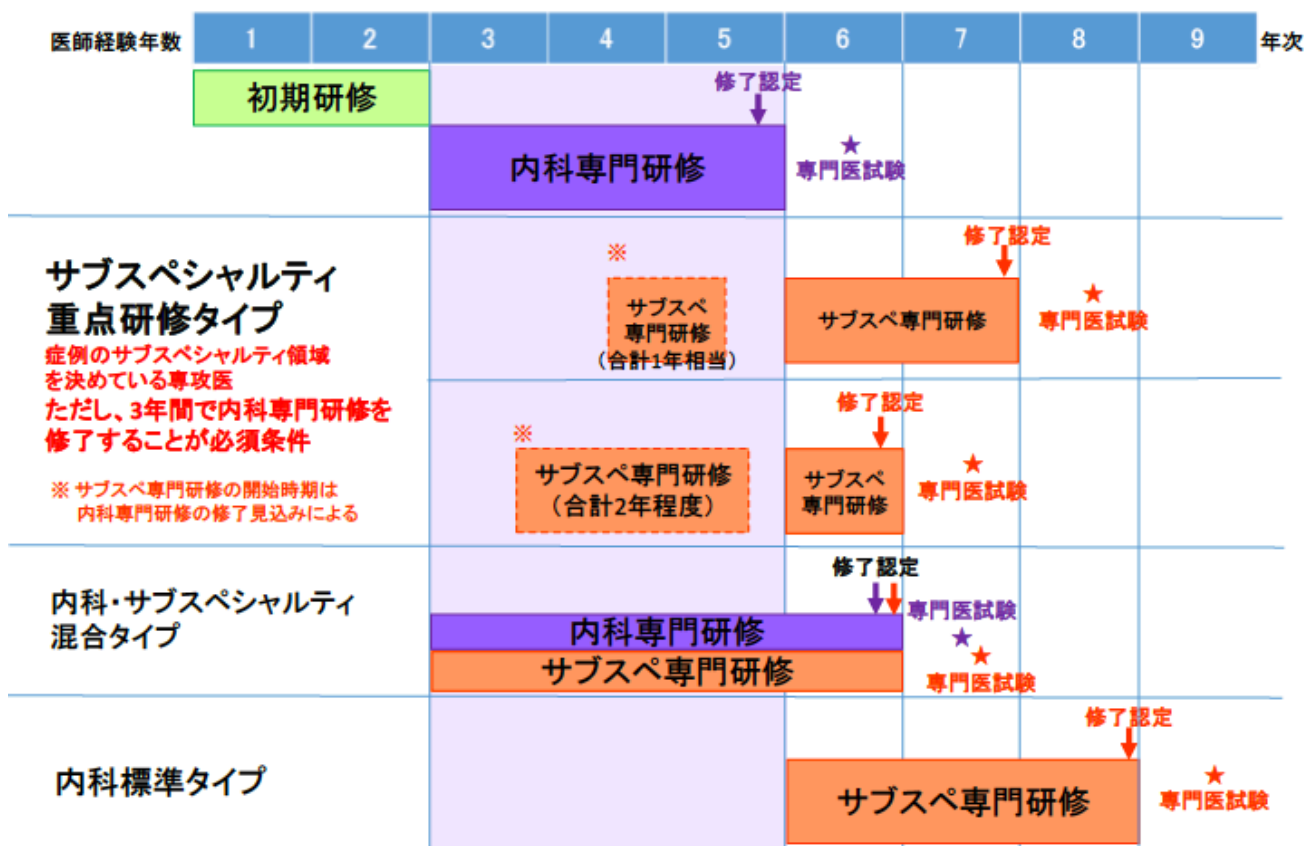 医師経験年数 1 2 3 4 5 6 7 8 9 年次
初期研修
修了認定
内科専門研修
★
専門医試験
サブスペシャルティ
重点研修タイプ
症例のサブスペシャルティ領域
を決めている専攻医
ただし、3年間で内科専門研修を
修了することが必須条件
※ サブスペ専門研修の開始時期は
内科専門研修の修了見込みによる
※
サブスペ
専門研修
(合計1年相当)
サブスペ専門研修
修了認定
★
専門医試験
※
サブスペ専門研修
(合計2年程度)
サブスペ
専門研修
修了認定
★
専門医試験
内科・サブスペシャルティ
混合タイプ
修了認定
内科専門研修
サブスペ専門研修
専門医試験
★
★
専門医試験
内科標準タイプ
修了認定
サブスペ専門研修
★
専門医試験